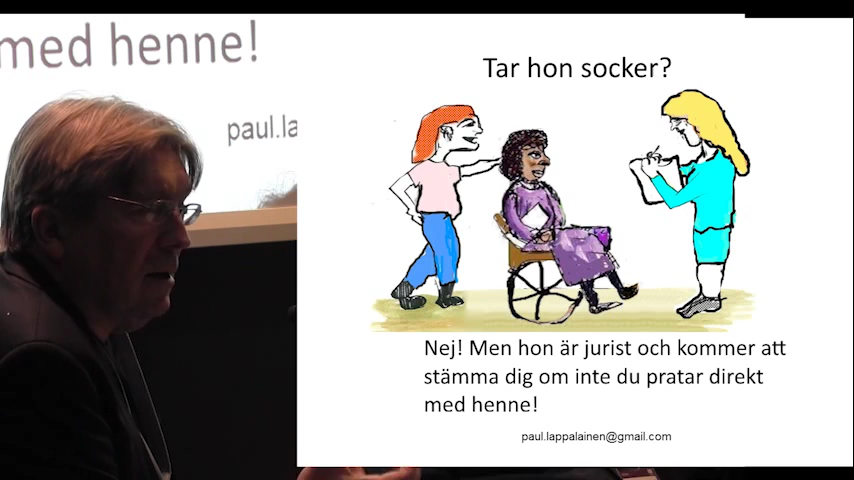 med henne!
paul.la
Tar hon socker?
Nej! Men hon är jurist och kommer att
stämma dig om inte du pratar direkt
med henne!
paul.lappalainen@gmail.com